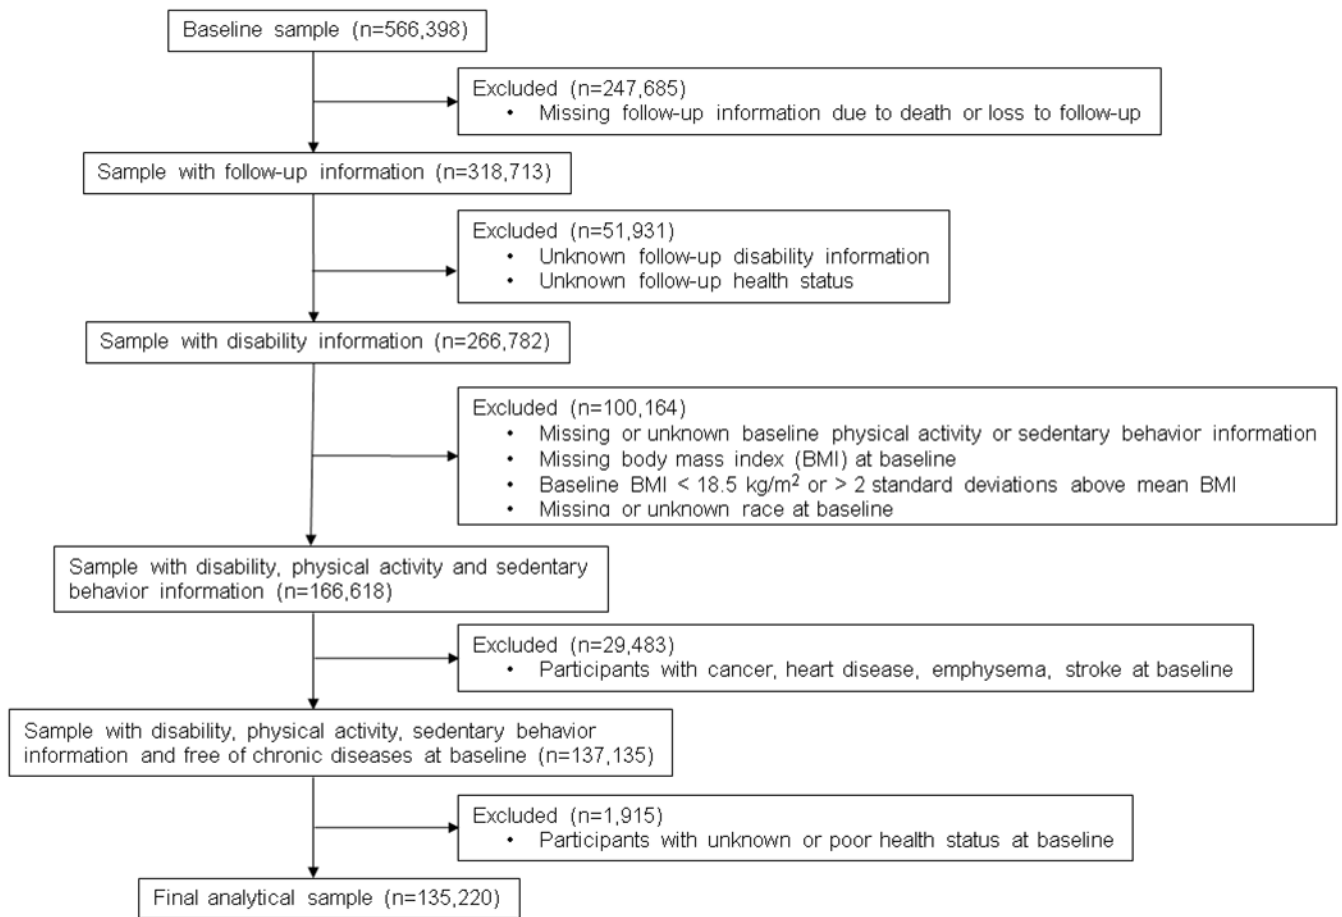 Baseline sample (n=566,398)
Excluded (n=247,685)
• Missing follow-up information due to death or loss to follow-up
Sample with follow-up information (n=318,713)
Excluded (n=51,931)
• Unknown follow-up disability information
• Unknown follow-up health status
Sample with disability information (n=266,782)
Excluded (n=100,164)
• Missing or unknown baseline physical activity or sedentary behavior information
• Missing body mass index (BMI) at baseline
• Baseline BMI < 18.5 kg/m² or > 2 standard deviations above mean BMI
• Missing or unknown race at baseline
Sample with disability, physical activity and sedentary
behavior information (n=166,618)
Excluded (n=29,483)
• Participants with cancer, heart disease, emphysema, stroke at baseline
Sample with disability, physical activity, sedentary behavior
information and free of chronic diseases at baseline (n=137,135)
Excluded (n=1,915)
• Participants with unknown or poor health status at baseline
Final analytical sample (n=135,220)